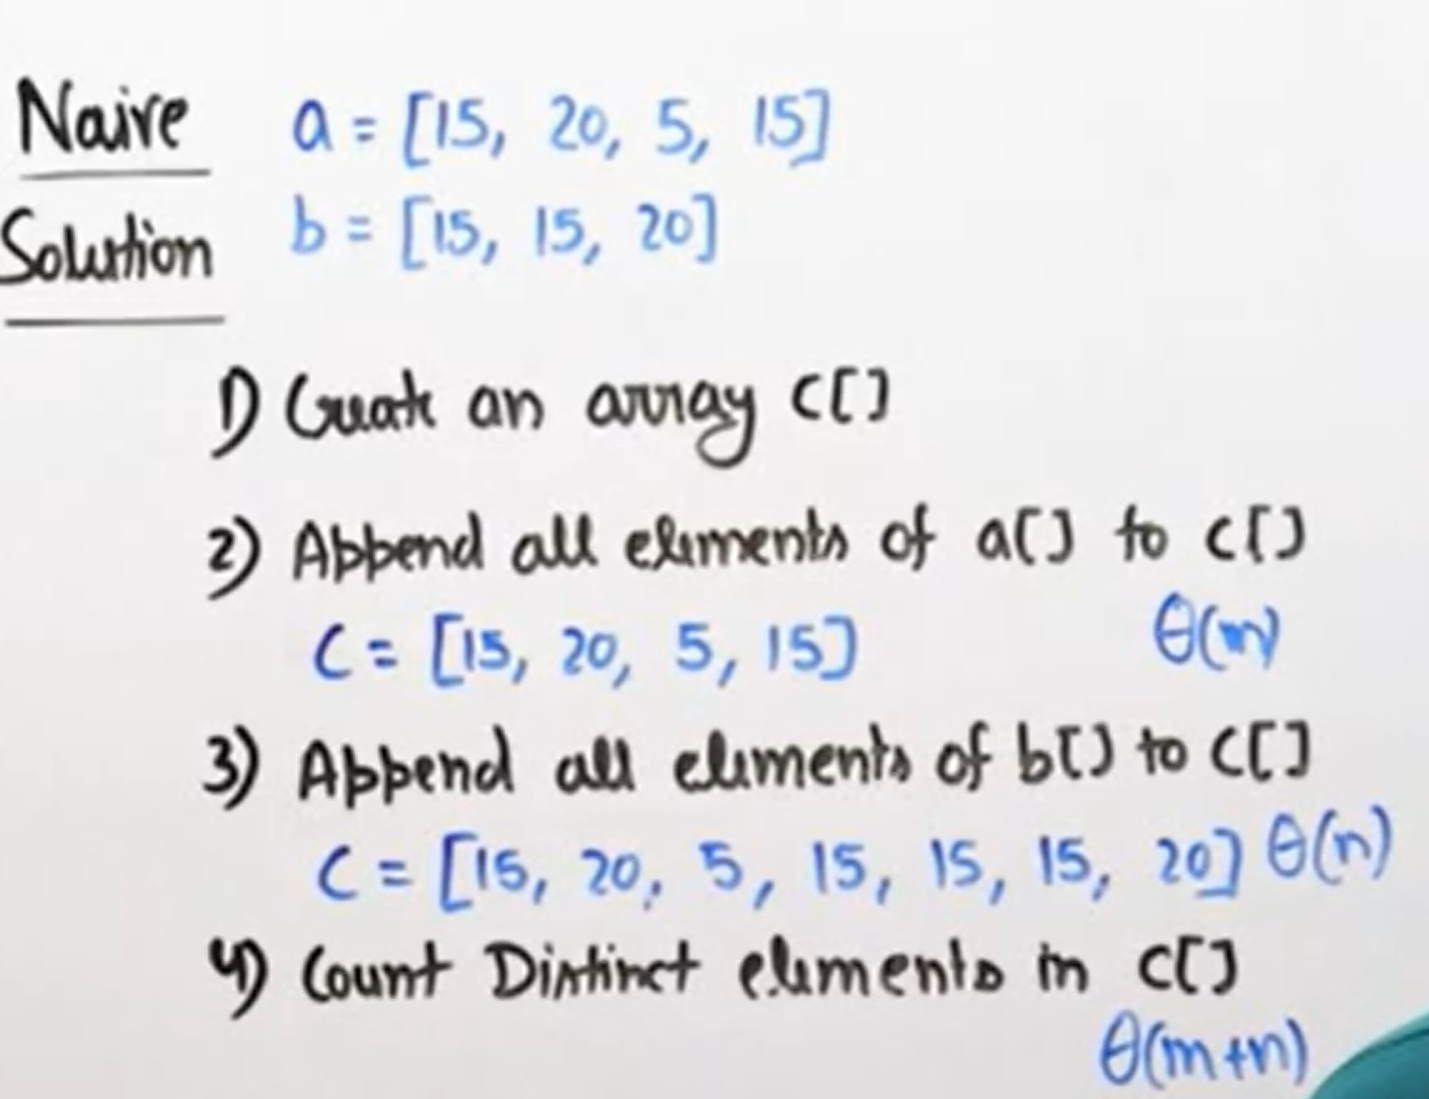 Naive a = [15, 20, 5, 15]
Solution b = [15, 15, 20]
1) Create an array c[]
2) Append all elements of a[] to c[]
C = [15, 20, 5, 15] θ(m)
3) Append all elements of b[] to c[]
C = [15, 20, 5, 15, 15, 15, 20] θ(n)
4) Count Distinct elements in c[]
θ(m+n)